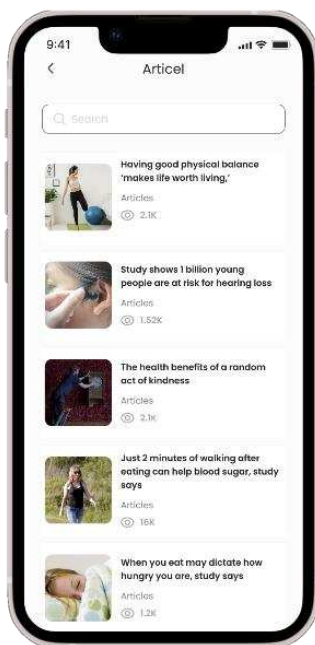 9:41
Articel
Search
Having good physical balance
'makes life worth living,'
Articles
2.1K
Study shows 1 billion young
people are at risk for hearing loss
Articles
1.52K
The health benefits of a random
act of kindness
Articles
2.1K
Just 2 minutes of walking after
eating can help blood sugar, study
says
Articles
16K
When you eat may dictate how
hungry you are, study says
Articles
1.2K